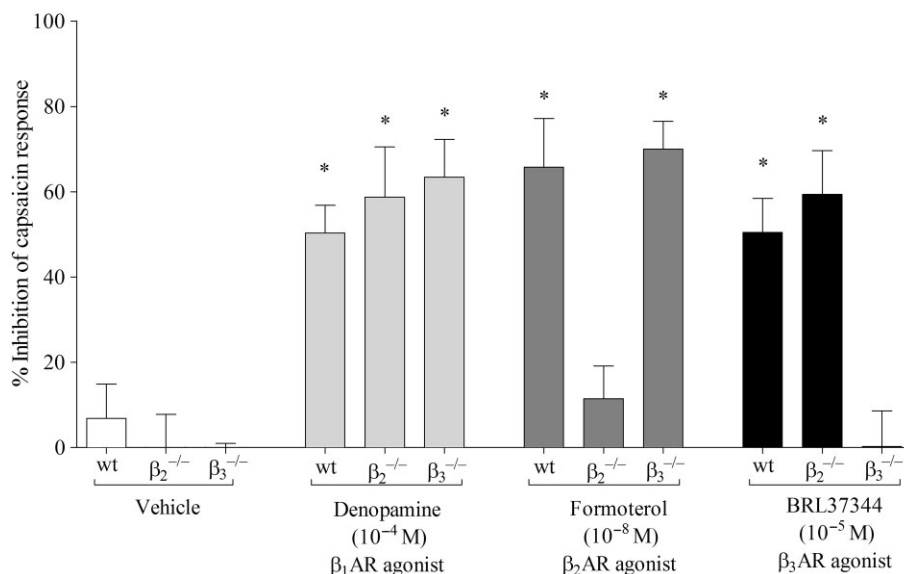 % Inhibition of capsaicin response
100
80
60
40
20
0
* * * * * * * *
wt β₂⁻/⁻ β₃⁻/⁻ wt β₂⁻/⁻ β₃⁻/⁻ wt β₂⁻/⁻ β₃⁻/⁻ wt β₂⁻/⁻ β₃⁻/⁻
Vehicle Denopamine Formoterol BRL37344
(10⁻⁴ M) (10⁻⁸ M) (10⁻⁵ M)
β₁AR agonist β₂AR agonist β₃AR agonist